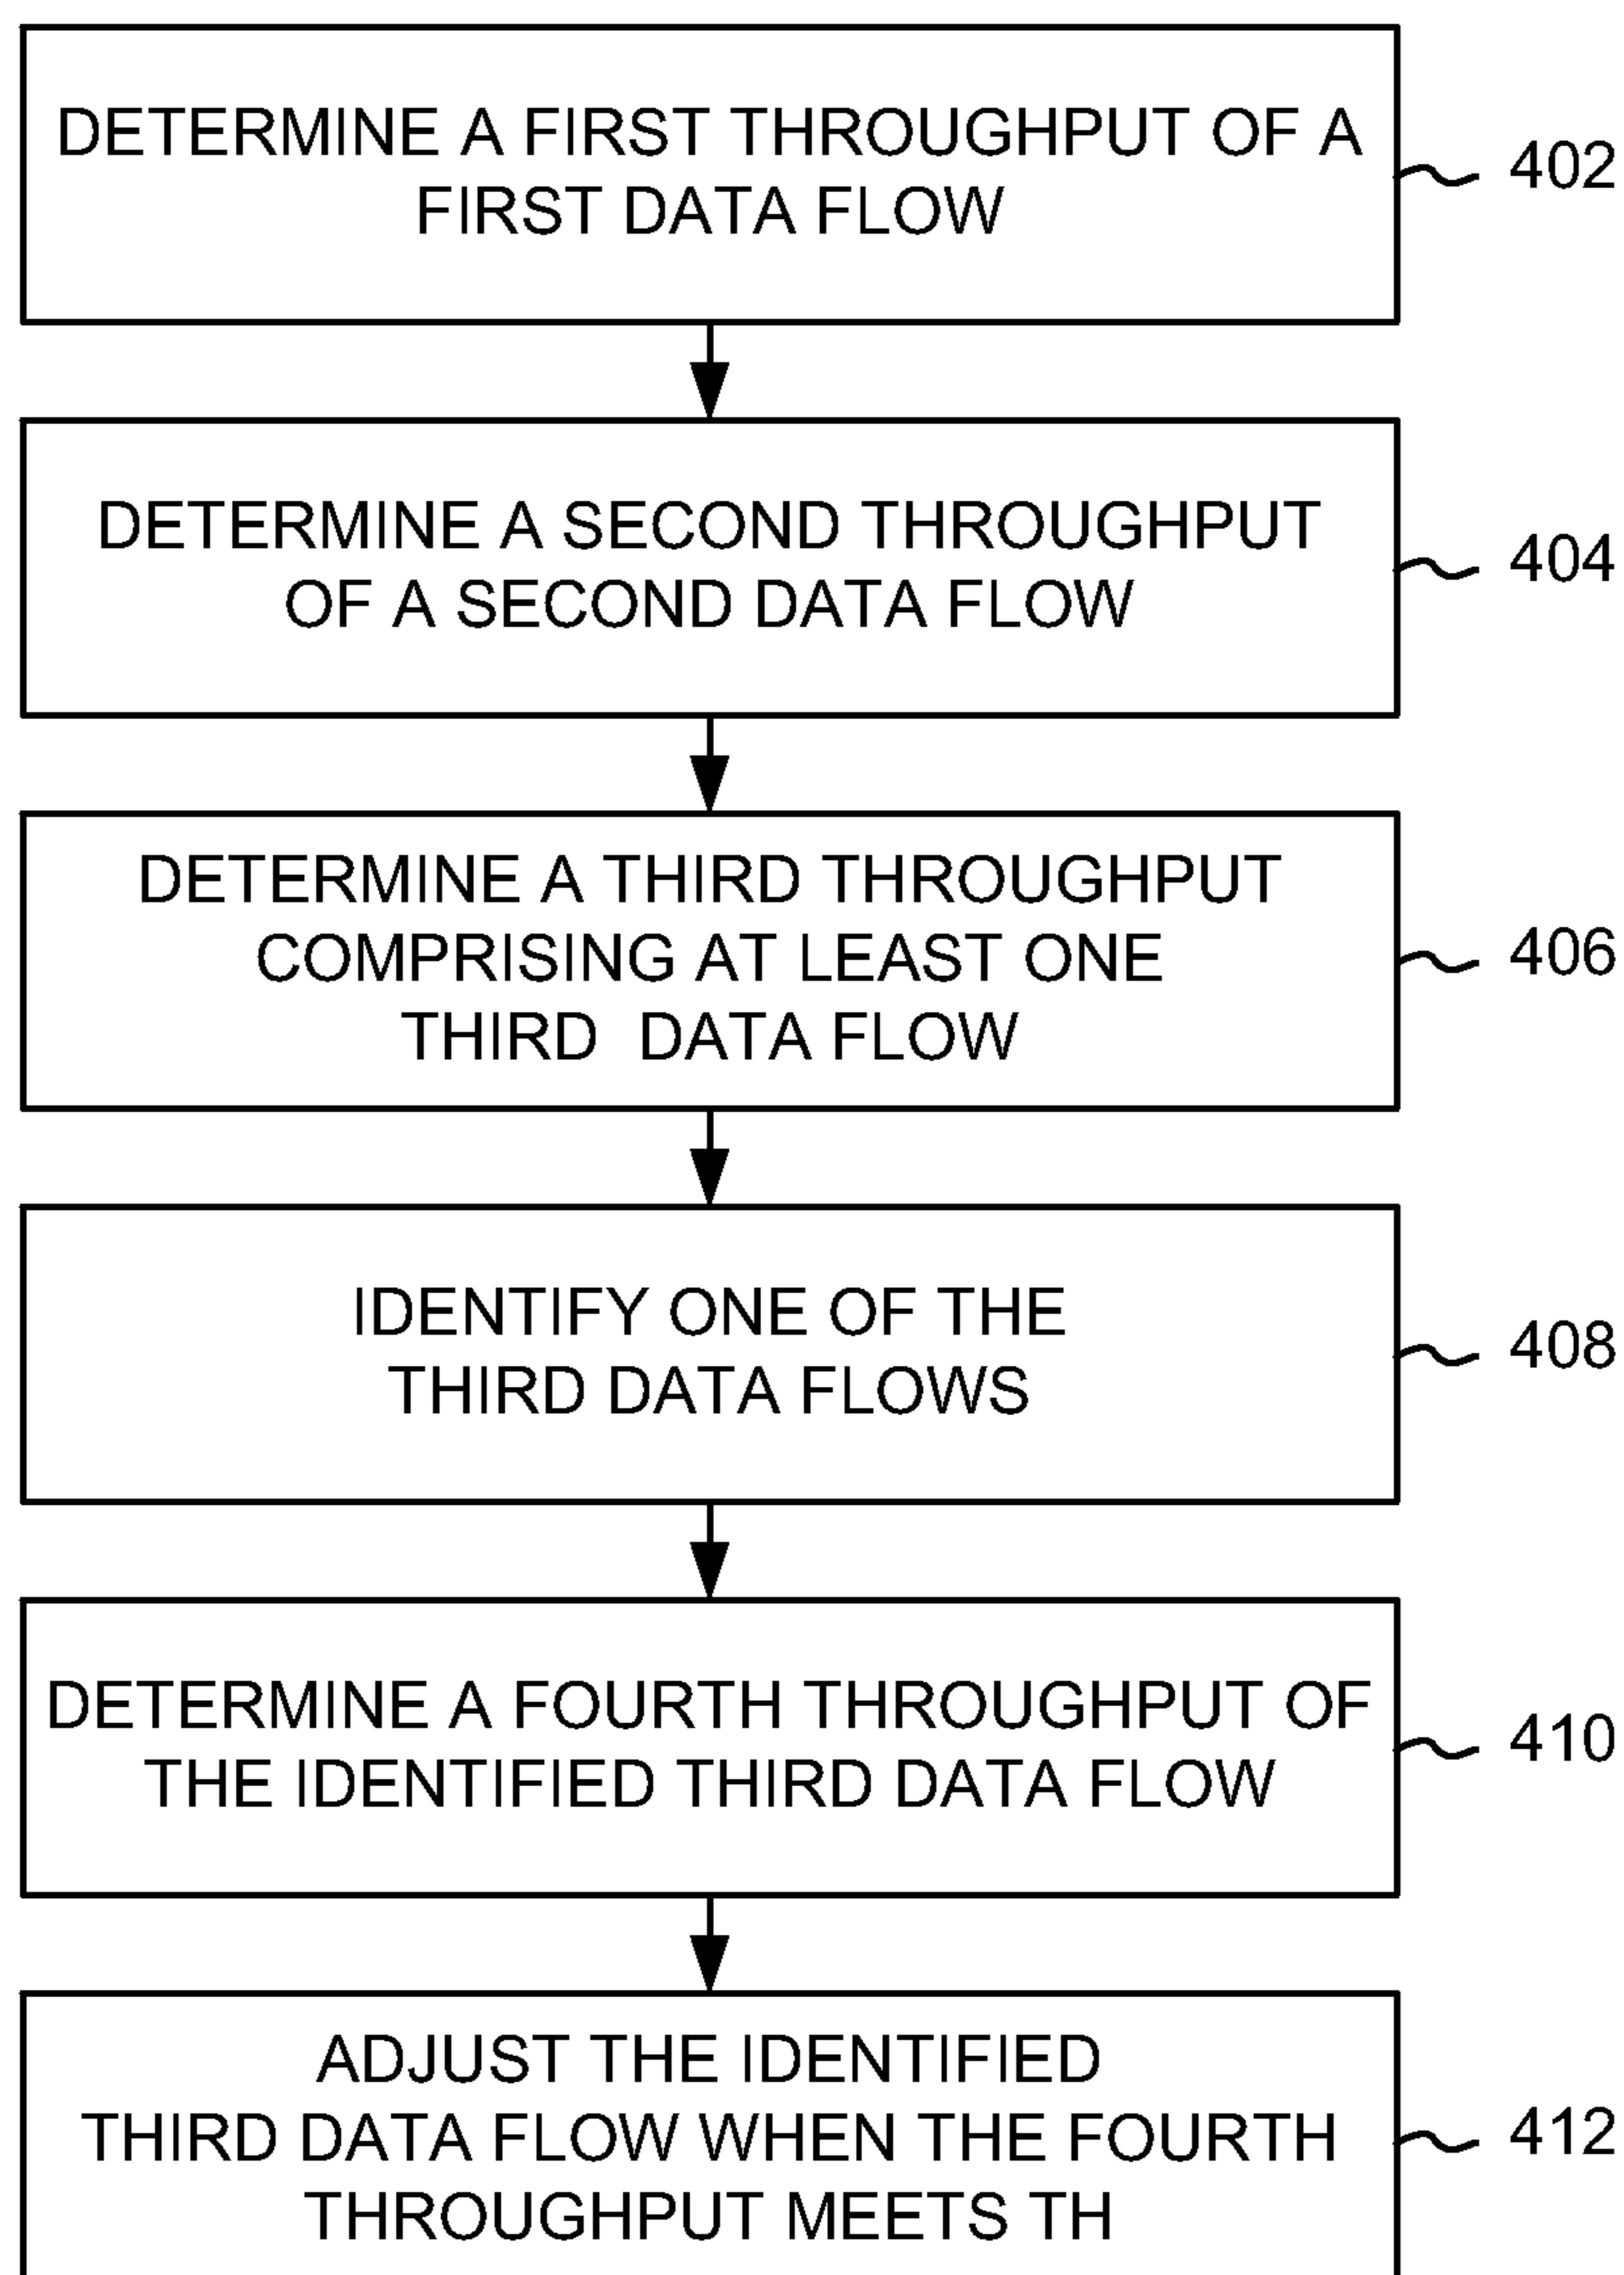 DETERMINE A FIRST THROUGHPUT OF A
FIRST DATA FLOW
402
DETERMINE A SECOND THROUGHPUT
OF A SECOND DATA FLOW
404
DETERMINE A THIRD THROUGHPUT
COMPRISING AT LEAST ONE
THIRD DATA FLOW
406
IDENTIFY ONE OF THE
THIRD DATA FLOWS
408
DETERMINE A FOURTH THROUGHPUT OF
THE IDENTIFIED THIRD DATA FLOW
410
ADJUST THE IDENTIFIED
THIRD DATA FLOW WHEN THE FOURTH
THROUGHPUT MEETS TH
412